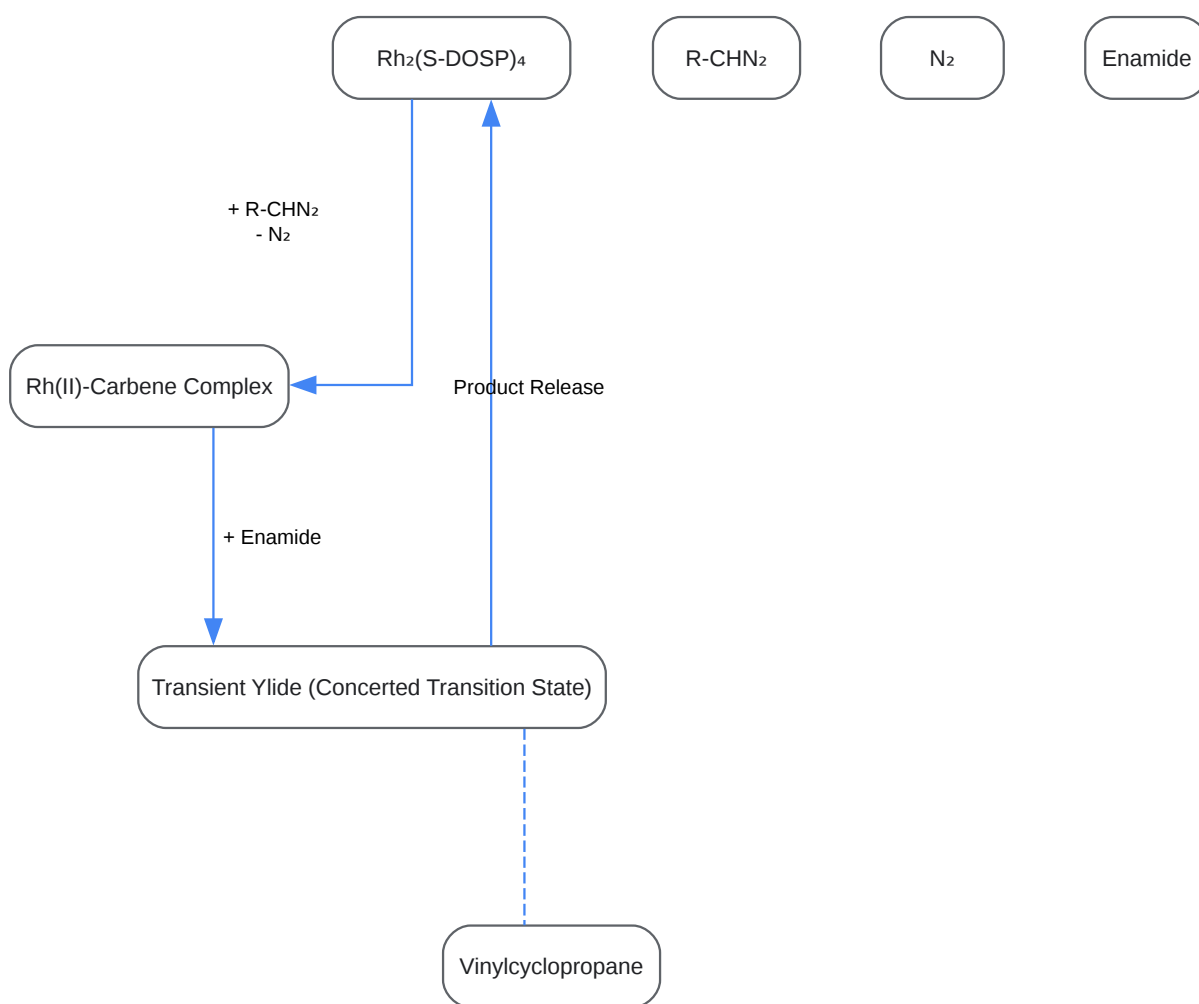 Rh₂(S-DOSP)₄
R-CHN₂
N₂
Enamide
+ R-CHN₂
- N₂
Rh(II)-Carbene Complex
Product Release
+ Enamide
Transient Ylide (Concerted Transition State)
Vinylcyclopropane